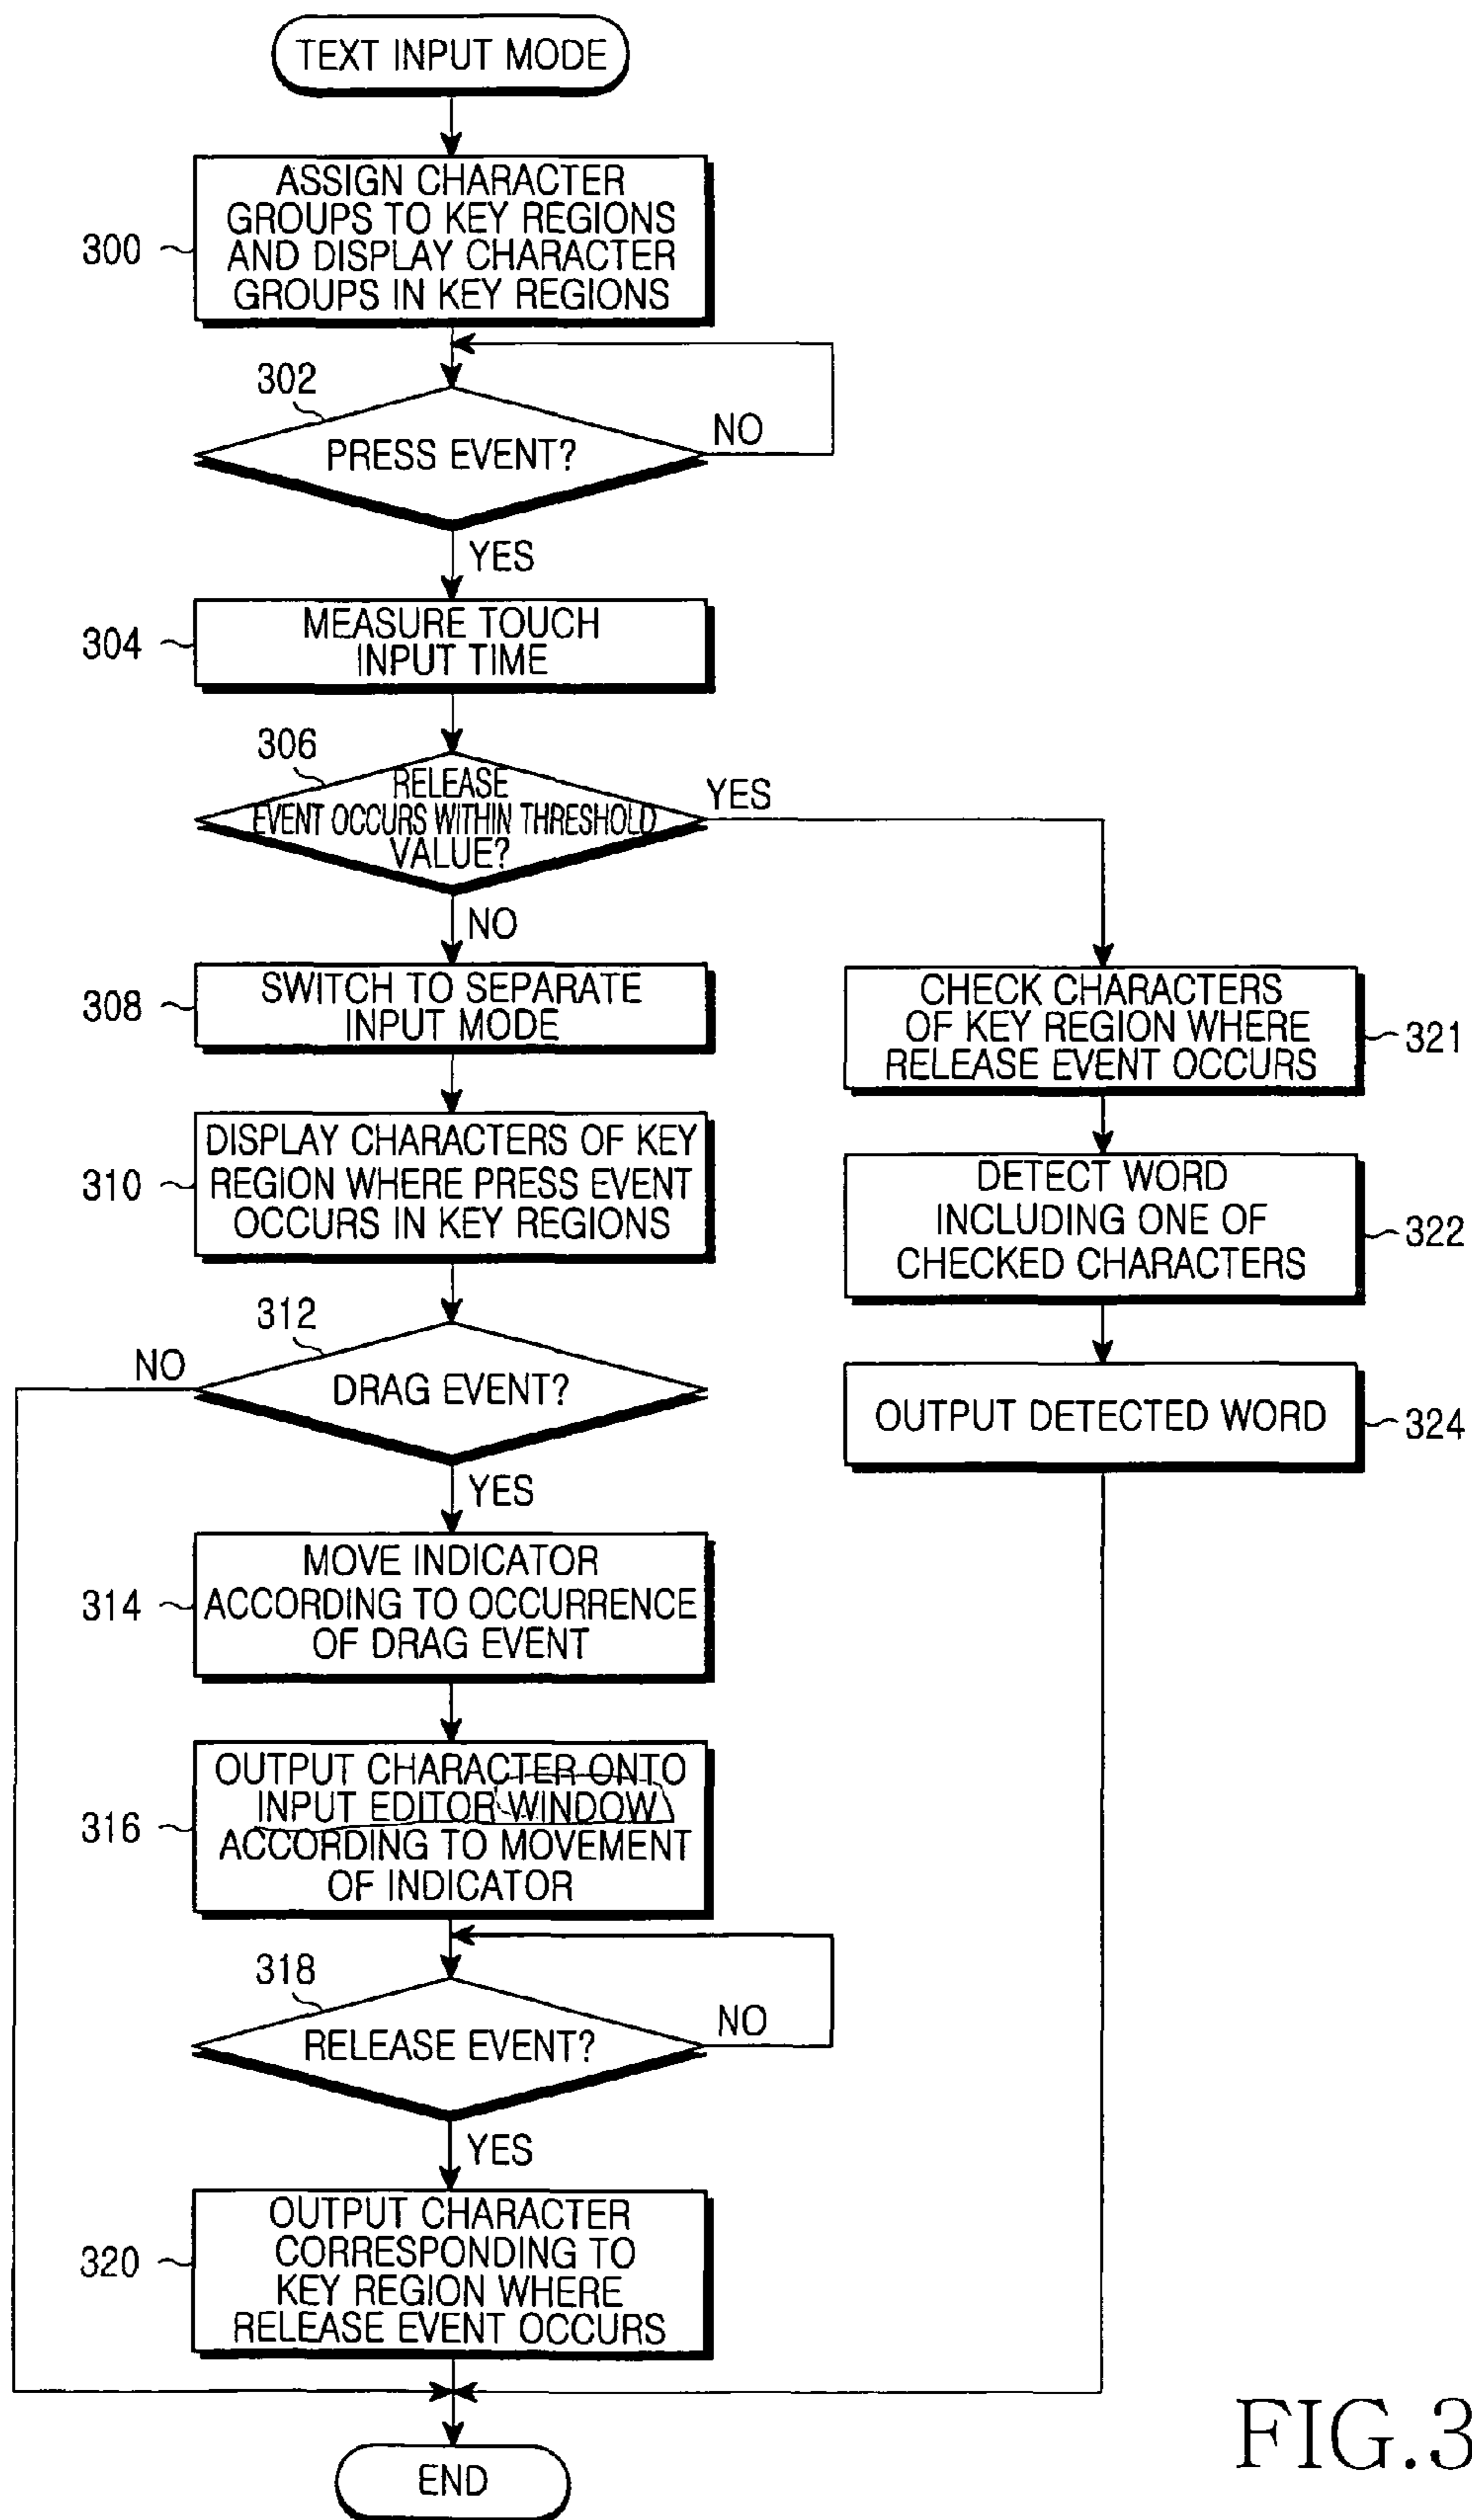 TEXT INPUT MODE
ASSIGN CHARACTER
GROUPS TO KEY REGIONS
AND DISPLAY CHARACTER
GROUPS IN KEY REGIONS
300
302
PRESS EVENT?
NO
YES
304
MEASURE TOUCH
INPUT TIME
306
RELEASE
EVENT OCCURS WITHIN THRESHOLD
VALUE?
YES
NO
308
SWITCH TO SEPARATE
INPUT MODE
CHECK CHARACTERS
OF KEY REGION WHERE
RELEASE EVENT OCCURS
321
310
DISPLAY CHARACTERS OF KEY
REGION WHERE PRESS EVENT
OCCURS IN KEY REGIONS
DETECT WORD
INCLUDING ONE OF
CHECKED CHARACTERS
322
312
NO
DRAG EVENT?
YES
OUTPUT DETECTED WORD
324
314
MOVE INDICATOR
ACCORDING TO OCCURRENCE
OF DRAG EVENT
316
OUTPUT CHARACTER ONTO
INPUT EDITOR WINDOW
ACCORDING TO MOVEMENT
OF INDICATOR
318
RELEASE EVENT?
NO
YES
320
OUTPUT CHARACTER
CORRESPONDING TO
KEY REGION WHERE
RELEASE EVENT OCCURS
END
FIG.3